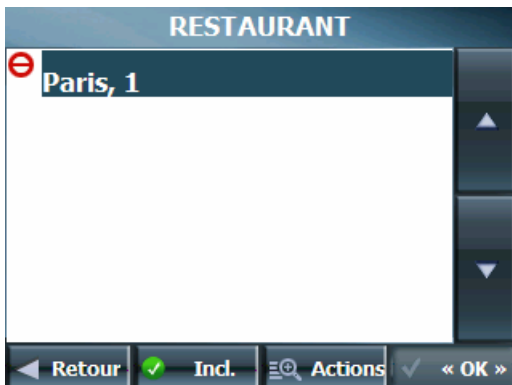 RESTAURANT
Paris, 1
Retour Incl. Actions « OK »